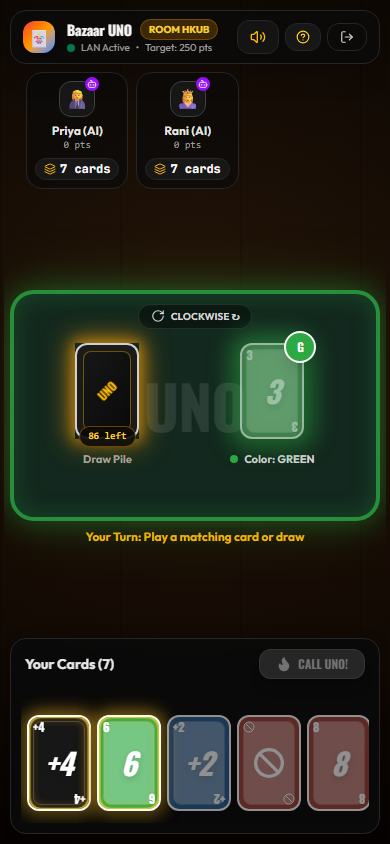 Bazaar UNO
ROOM HKUB
LAN Active • Target: 250 pts
Priya (AI)
0 pts
7 cards
Rani (AI)
0 pts
7 cards
CLOCKWISE ↻
UNO
UNO
86 left
Draw Pile
G
3
3
3
Color: GREEN
Your Turn: Play a matching card or draw
Your Cards (7)
CALL UNO!
+4
+4
+4
6
6
6
+2
+2
+2
8
8
8